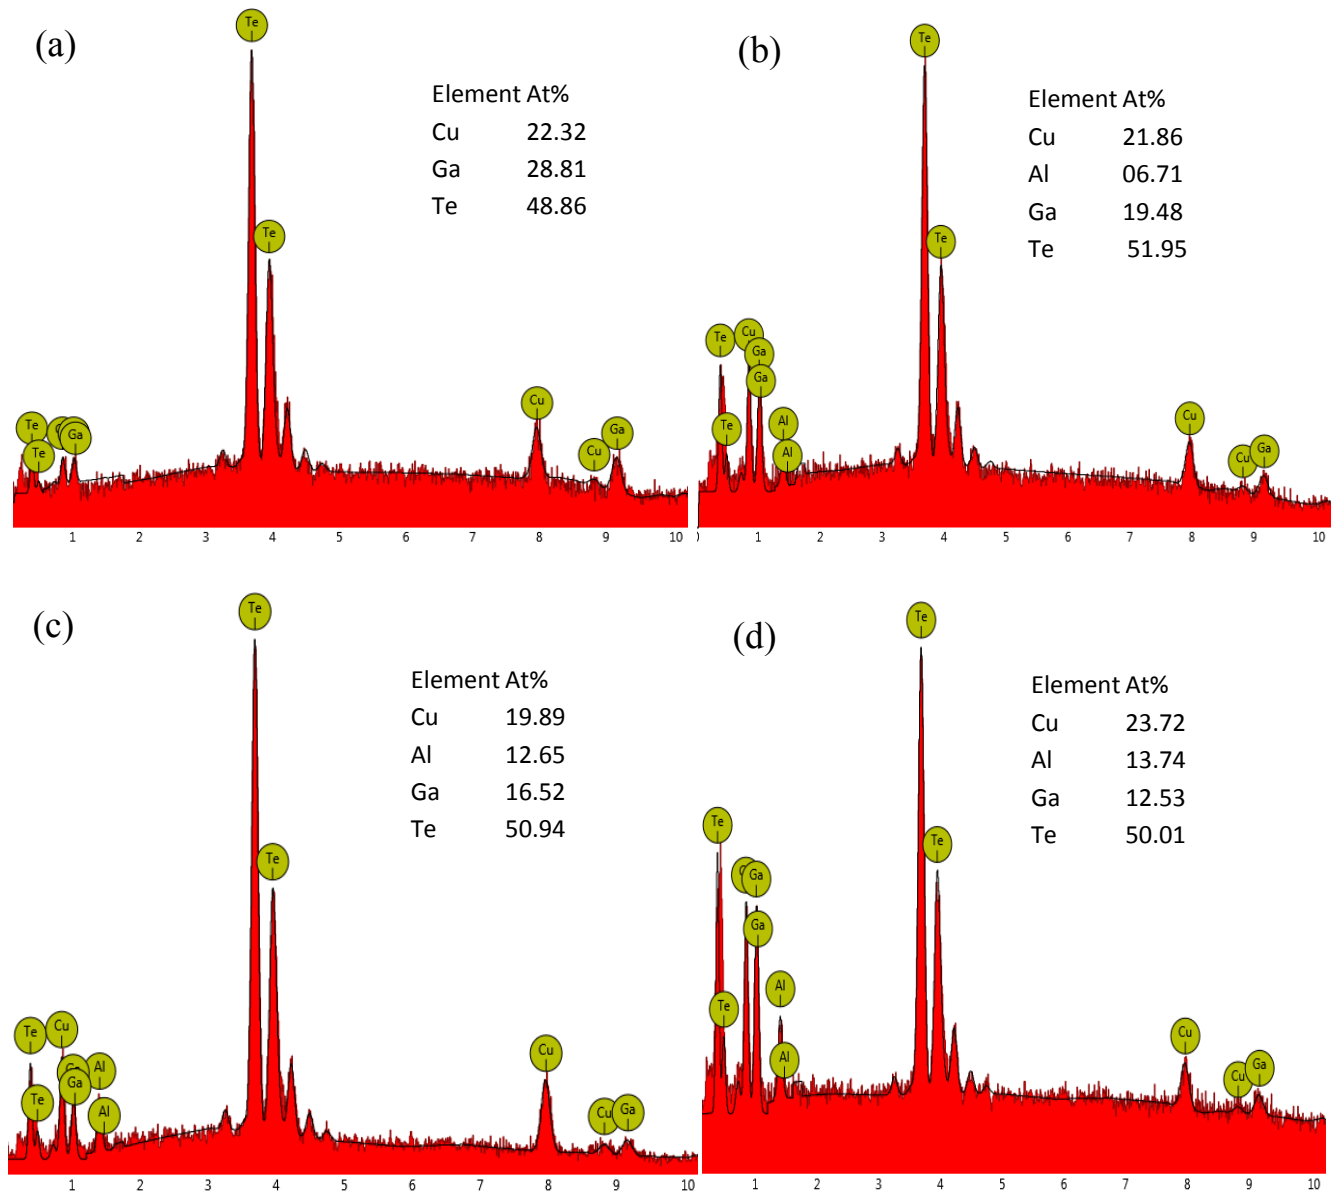 (a)
Te
Te
Element At%
Cu 22.32
Ga 28.81
Te 48.86
Te
Te
Ga
Cu
Cu
Ga
1 2 3 4 5 6 7 8 9 10
(b)
Te
Te
Element At%
Cu 21.86
Al 06.71
Ga 19.48
Te 51.95
Te
Cu
Ga
Ga
Te
Al
Al
Cu
Cu
Ga
1 2 3 4 5 6 7 8 9 10
(c)
Te
Te
Element At%
Cu 19.89
Al 12.65
Ga 16.52
Te 50.94
Te
Cu
Ga
Al
Te
Al
Cu
Cu
Ga
1 2 3 4 5 6 7 8 9 10
(d)
Te
Te
Element At%
Cu 23.72
Al 13.74
Ga 12.53
Te 50.01
Te
Ga
Ga
Te
Al
Al
Cu
Cu
Ga
1 2 3 4 5 6 7 8 9 10